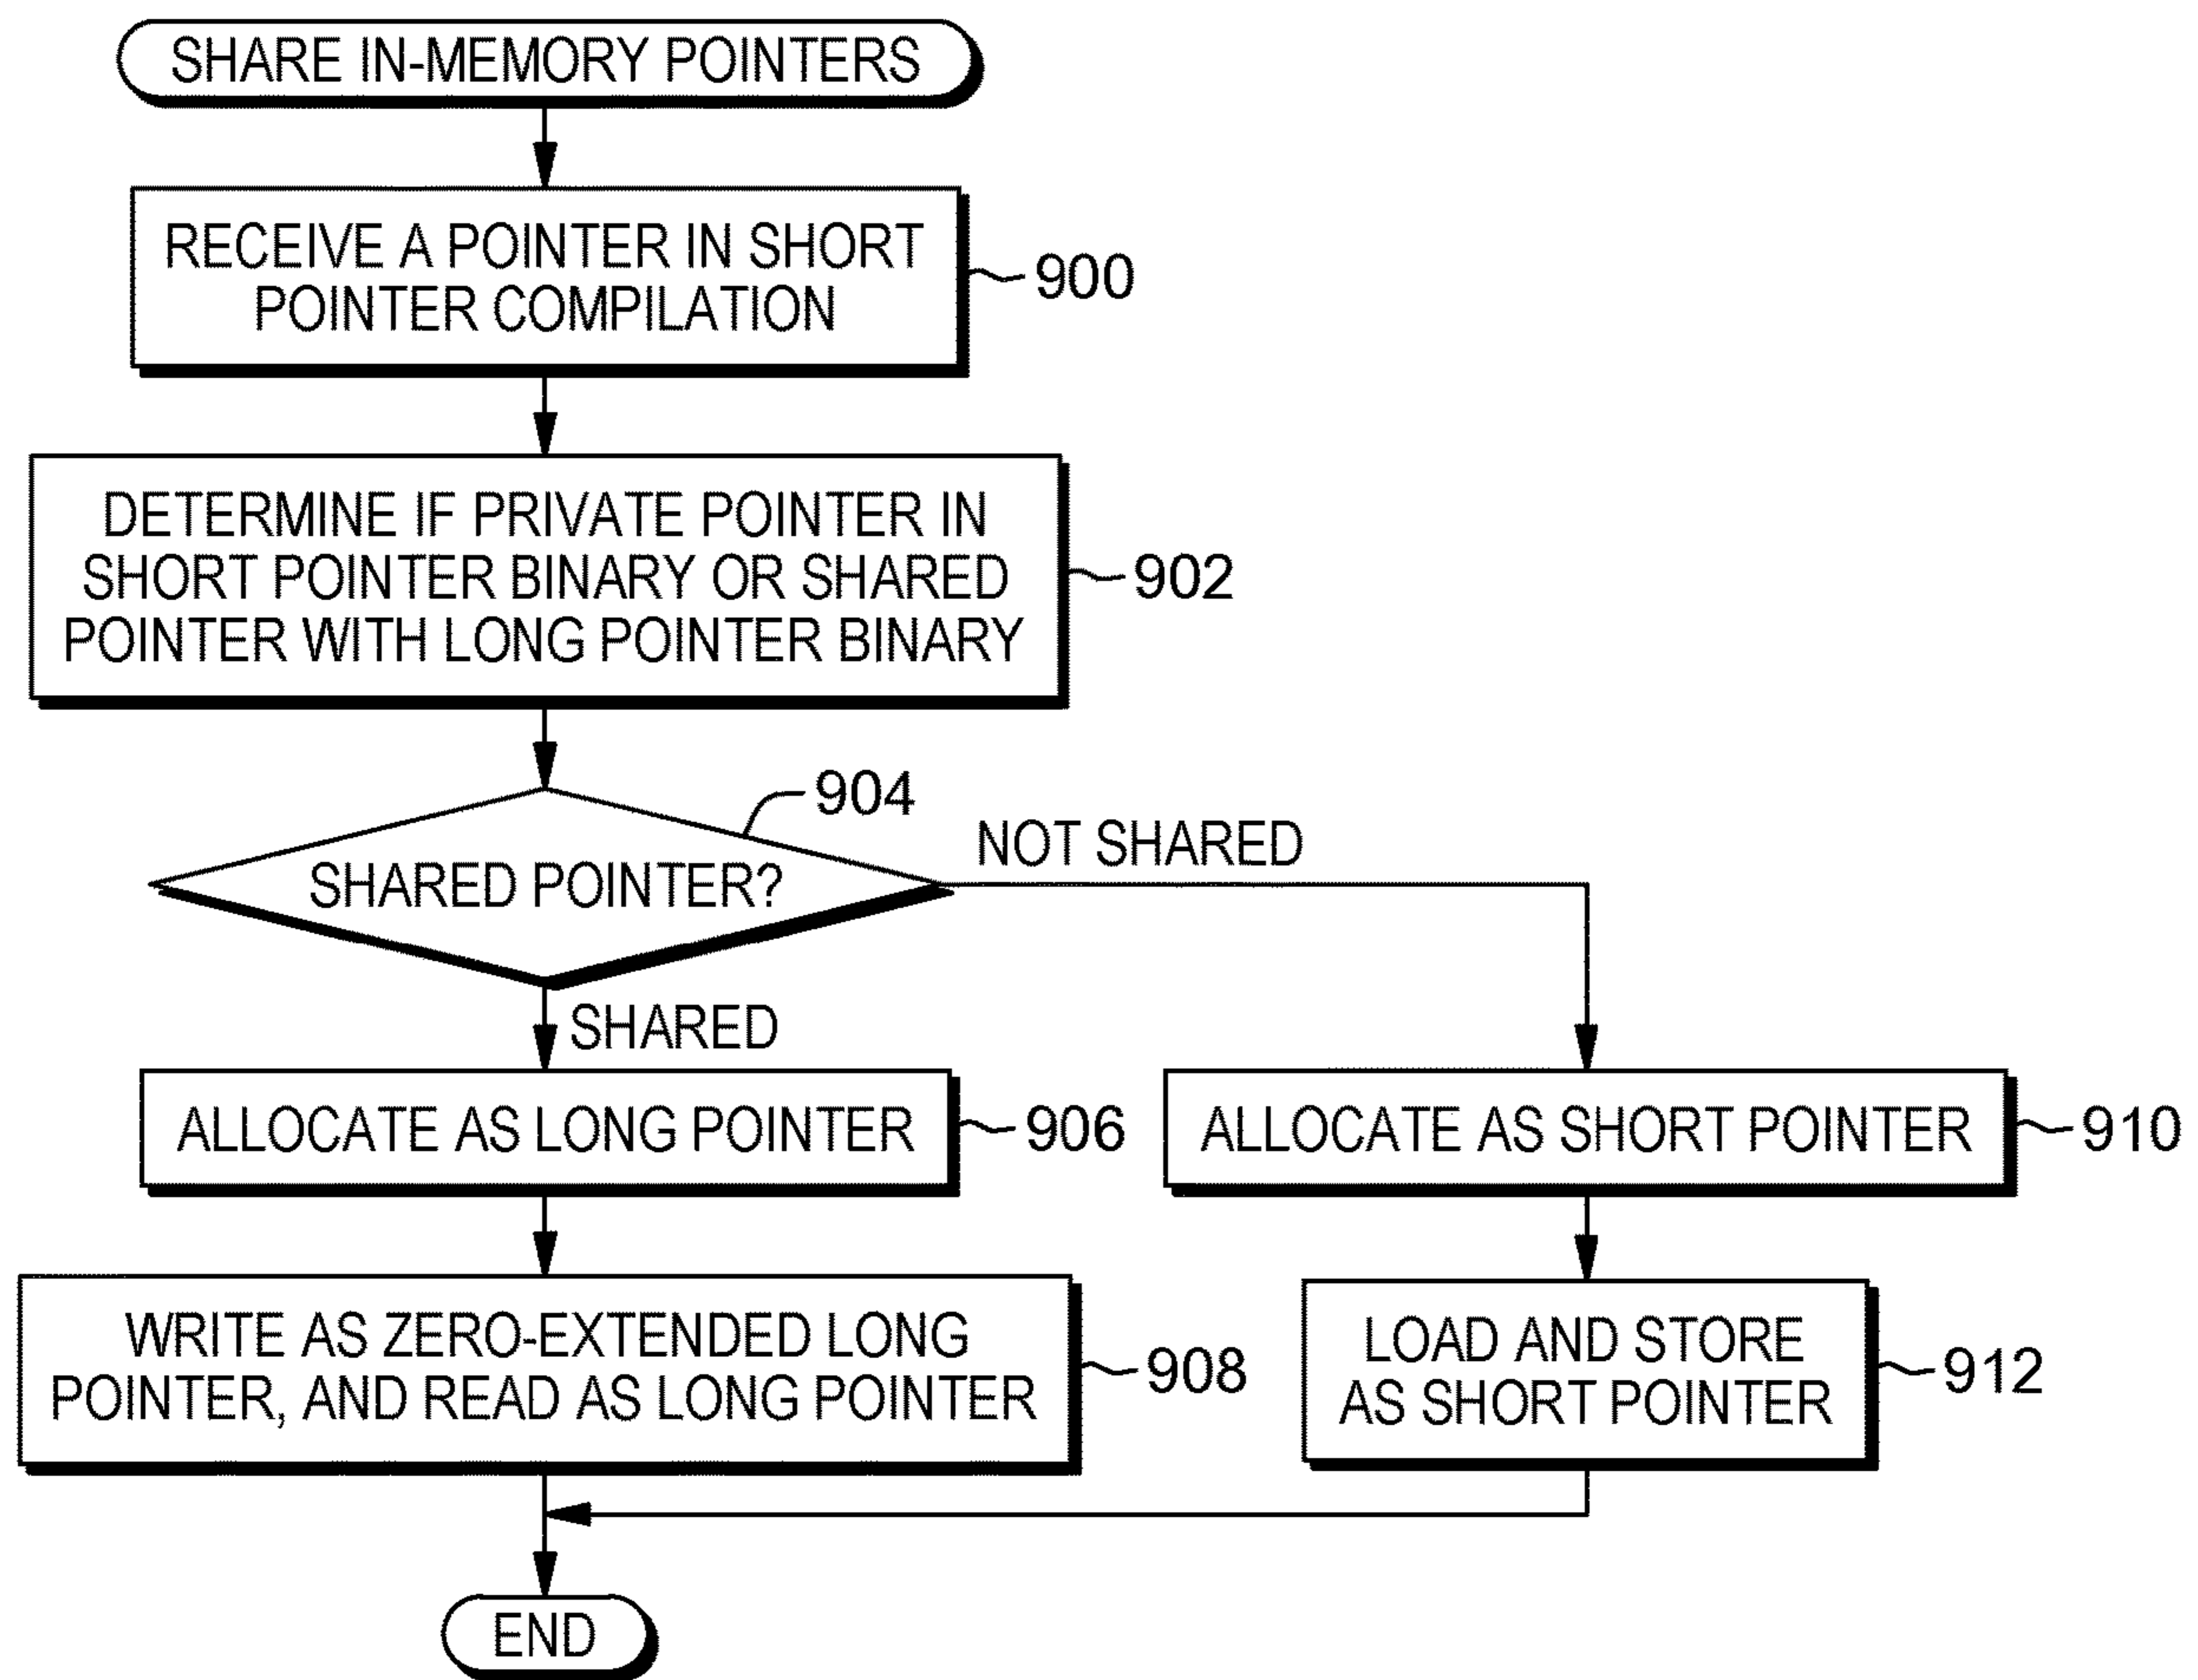 SHARE IN-MEMORY POINTERS
RECEIVE A POINTER IN SHORT
POINTER COMPILATION
900
DETERMINE IF PRIVATE POINTER IN
SHORT POINTER BINARY OR SHARED
POINTER WITH LONG POINTER BINARY
902
904
SHARED POINTER?
NOT SHARED
SHARED
ALLOCATE AS LONG POINTER
906
ALLOCATE AS SHORT POINTER
910
WRITE AS ZERO-EXTENDED LONG
POINTER, AND READ AS LONG POINTER
908
LOAD AND STORE
AS SHORT POINTER
912
END